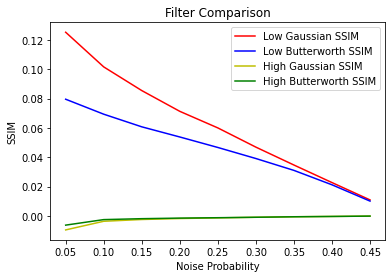 Filter Comparison
Low Gaussian SSIM
Low Butterworth SSIM
High Gaussian SSIM
High Butterworth SSIM
SSIM
0.12
0.10
0.08
0.06
0.04
0.02
0.00
0.05 0.10 0.15 0.20 0.25 0.30 0.35 0.40 0.45
Noise Probability